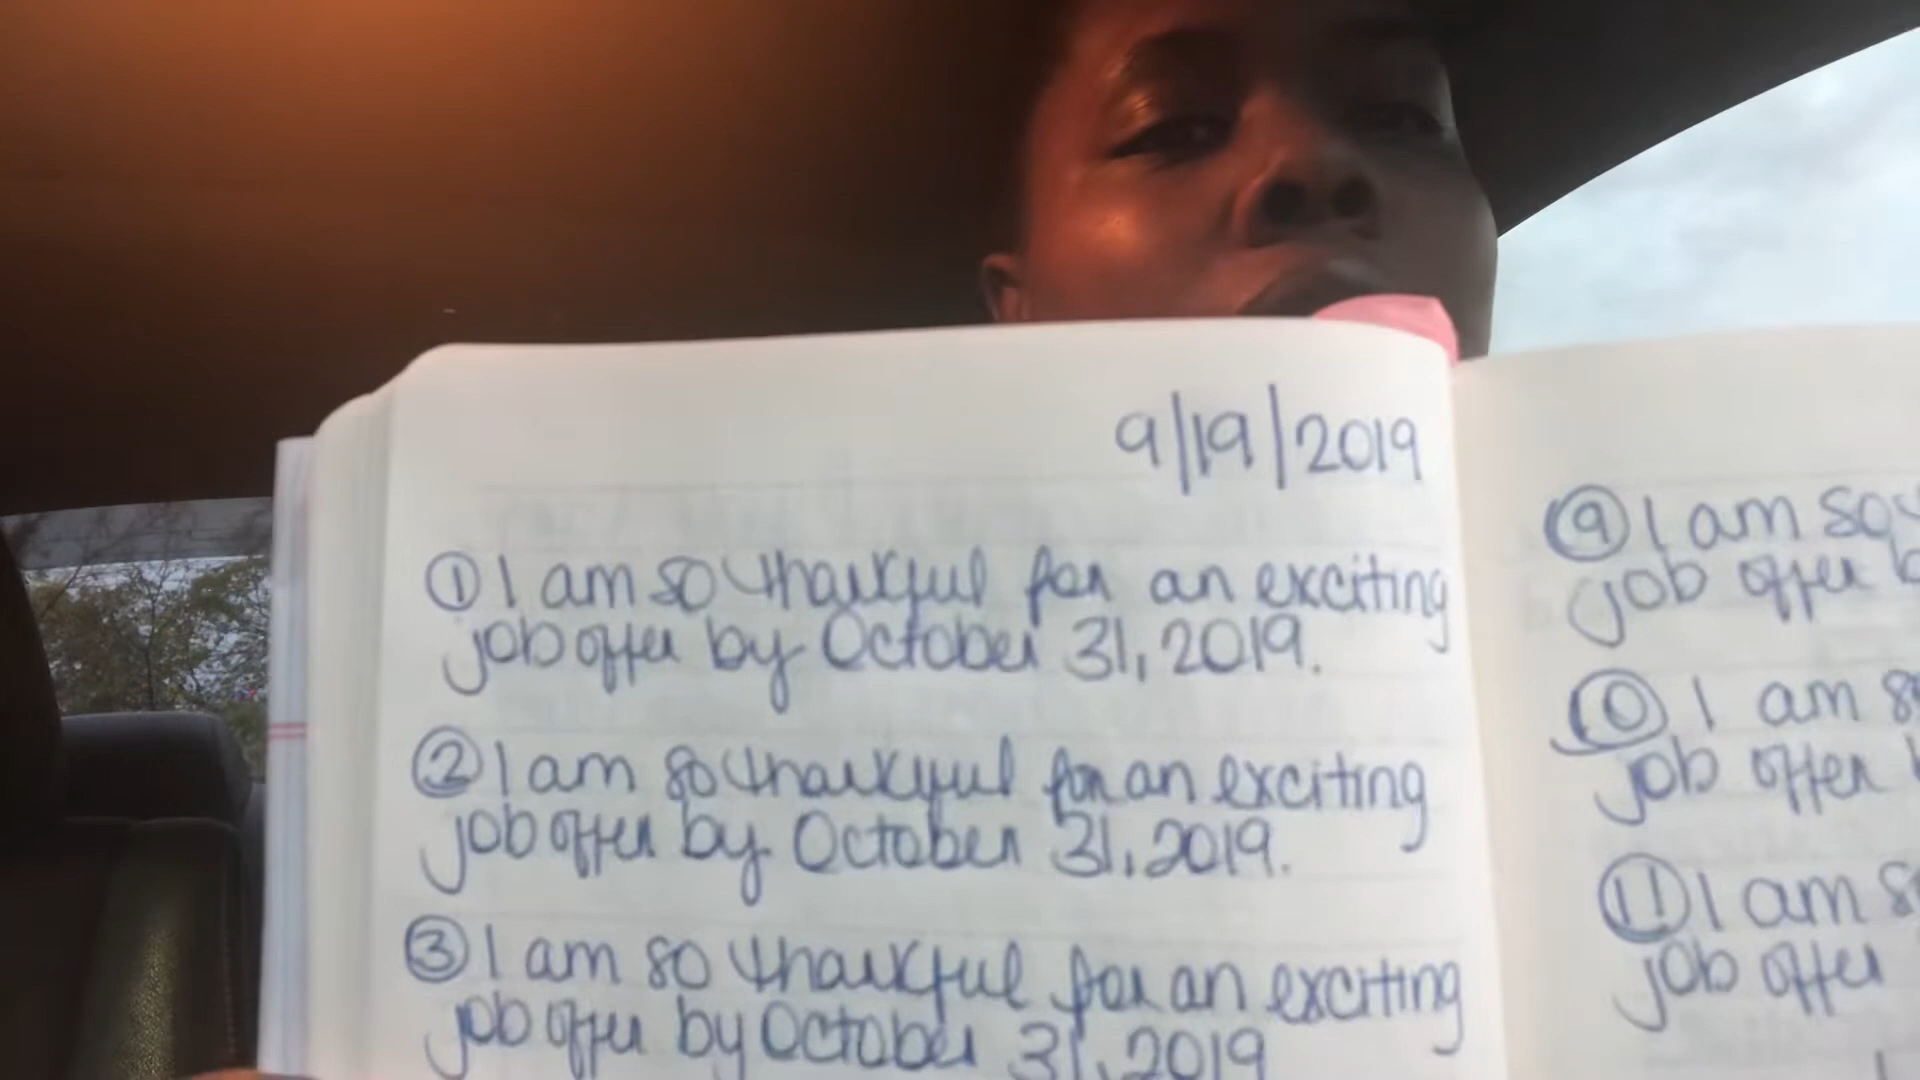 9/19/2019
① I am so thankful for an exciting
job offer by October 31, 2019.
② I am so thankful for an exciting
job offer by October 31, 2019.
③ I am so thankful for an exciting
job offer by October 31, 2019
⑨ I am so
job offer b
⑩ I am s
job offer
⑪ I am s
job offer